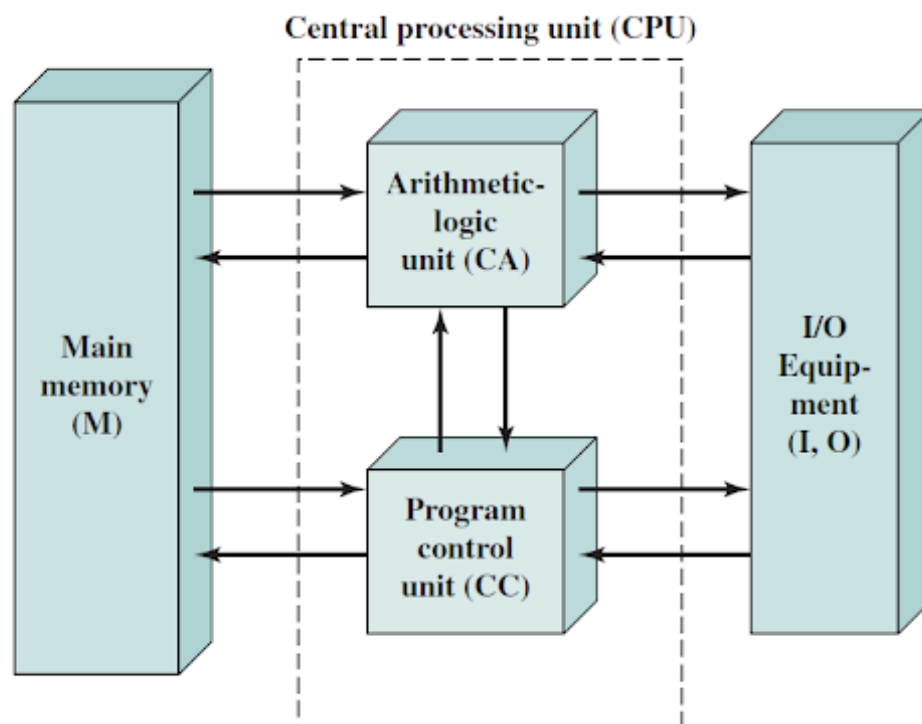 Central processing unit (CPU)
Arithmetic-
logic
unit (CA)
Main
memory
(M)
I/O
Equip-
ment
(I, O)
Program
control
unit (CC)